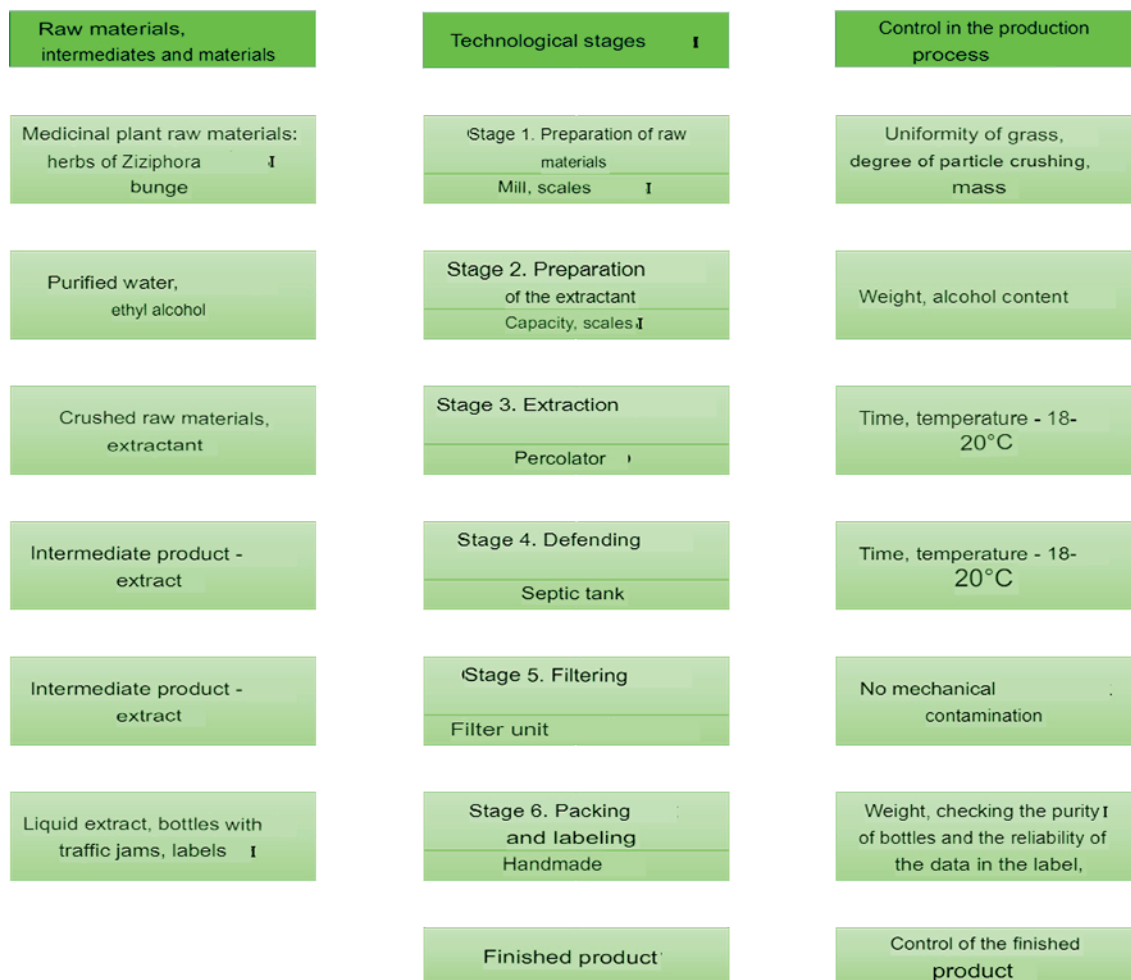 Raw materials,
intermediates and materials
Technological stages
Control in the production
process
Medicinal plant raw materials:
herbs of Ziziphora
bunge
Stage 1. Preparation of raw
materials
Mill, scales
Uniformity of grass,
degree of particle crushing,
mass
Purified water,
ethyl alcohol
Stage 2. Preparation
of the extractant
Capacity, scales
Weight, alcohol content
Crushed raw materials,
extractant
Stage 3. Extraction
Percolator
Time, temperature - 18-
20°C
Intermediate product -
extract
Stage 4. Defending
Septic tank
Time, temperature - 18-
20°C
Intermediate product -
extract
Stage 5. Filtering
Filter unit
No mechanical
contamination
Liquid extract, bottles with
traffic jams, labels
Stage 6. Packing
and labeling
Handmade
Weight, checking the purity
of bottles and the reliability of
the data in the label,
Finished product
Control of the finished
product